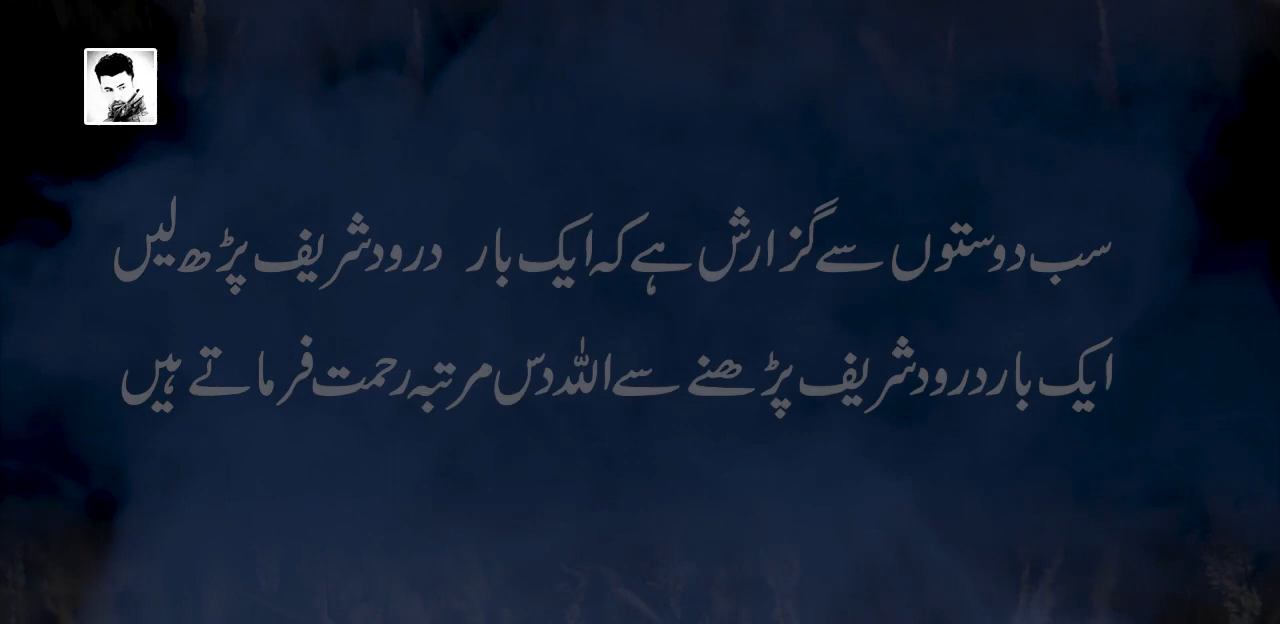 سب دوستوں سے گزارش ہے کہ ایک بار درود شریف پڑھ لیں
ایک بار درود شریف پڑھنے سے اللہ دس مرتبہ رحمت فرماتے ہیں